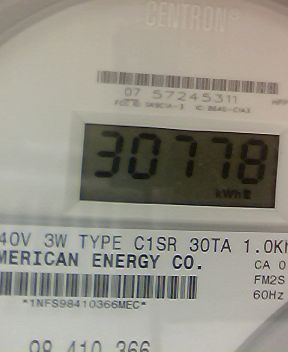 CENTRON®
07 57245311
30778
kWh
40V 3W TYPE C1SR 30TA 1.0Kh
MERICAN ENERGY CO.
CA 0
FM2S
60Hz
*1NFS98410366MEC*
98 410 366